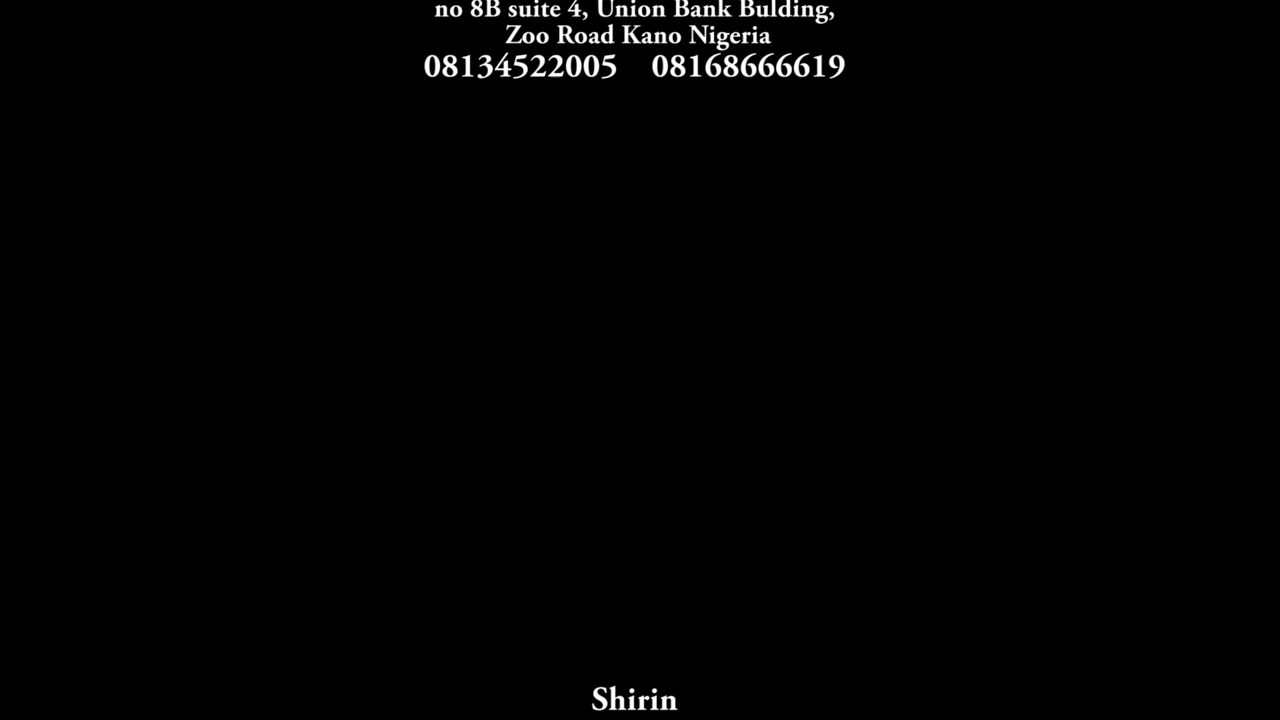 no 8B suite 4, Union Bank Bulding,
Zoo Road Kano Nigeria
08134522005 08168666619
Shirin